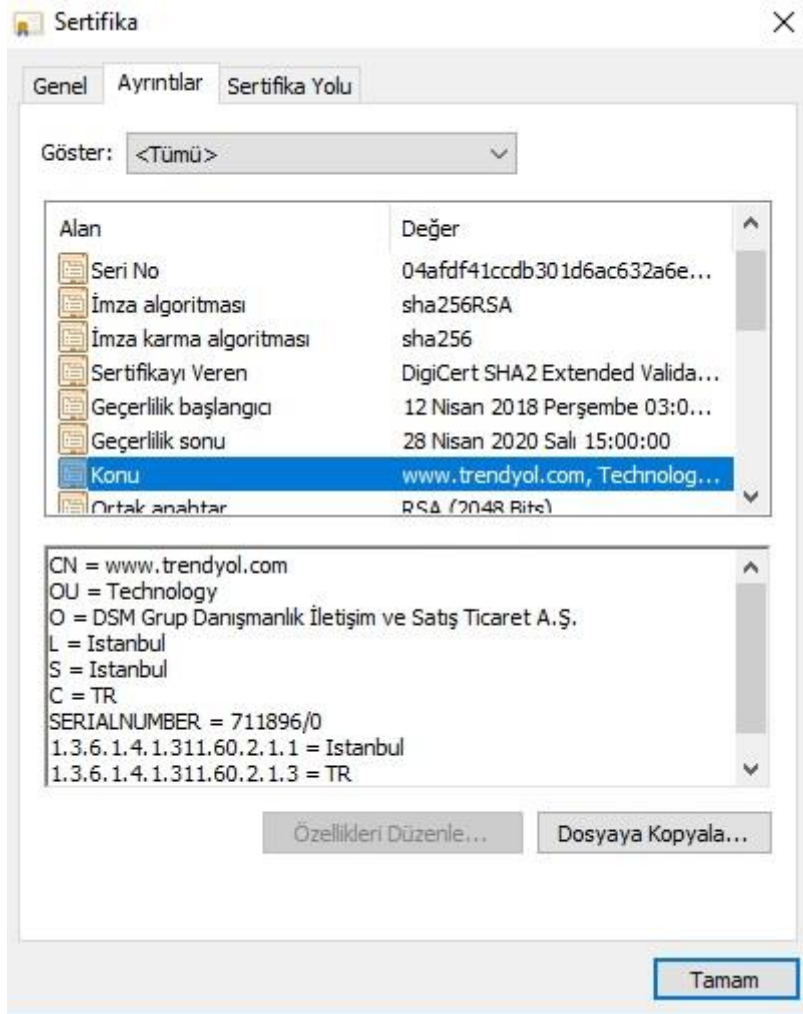 Sertifika
Genel Ayrıntılar Sertifika Yolu
Göster: <Tümü>
Alan Değer
Seri No 04afdf41ccdb301d6ac632a6e...
İmza algoritması sha256RSA
İmza karma algoritması sha256
Sertifikayı Veren DigiCert SHA2 Extended Valida...
Geçerlilik başlangıcı 12 Nisan 2018 Perşembe 03:0...
Geçerlilik sonu 28 Nisan 2020 Salı 15:00:00
Konu www.trendyol.com, Technolog...
Ortak anahtar RSA (2048 Bits)
CN = www.trendyol.com
OU = Technology
O = DSM Grup Danışmanlık İletişim ve Satış Ticaret A.Ş.
L = Istanbul
S = Istanbul
C = TR
SERIALNUMBER = 711896/0
1.3.6.1.4.1.311.60.2.1.1 = Istanbul
1.3.6.1.4.1.311.60.2.1.3 = TR
Özellikleri Düzenle... Dosyaya Kopyala...
Tamam